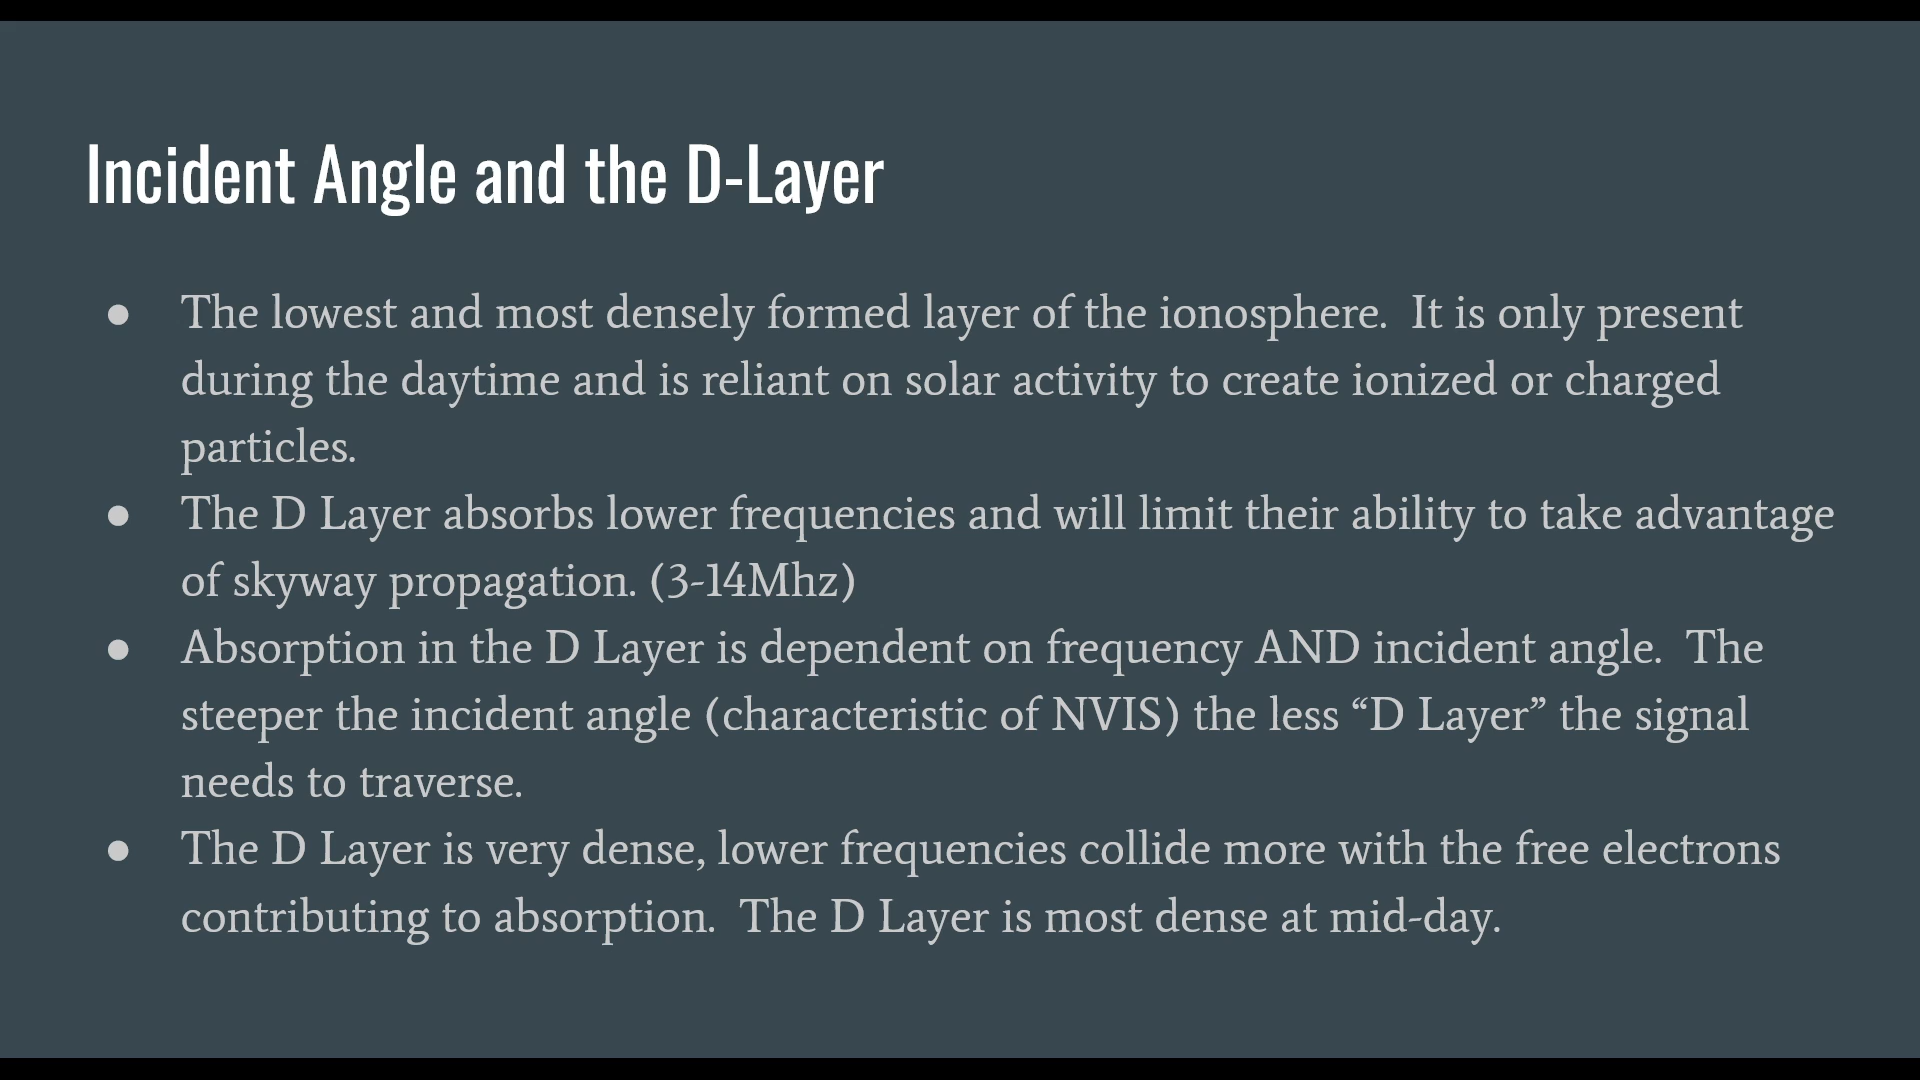 Incident Angle and the D-Layer
● The lowest and most densely formed layer of the ionosphere.  It is only present
during the daytime and is reliant on solar activity to create ionized or charged
particles.
● The D Layer absorbs lower frequencies and will limit their ability to take advantage
of skyway propagation. (3-14Mhz)
● Absorption in the D Layer is dependent on frequency AND incident angle.  The
steeper the incident angle (characteristic of NVIS) the less “D Layer” the signal
needs to traverse.
● The D Layer is very dense, lower frequencies collide more with the free electrons
contributing to absorption.  The D Layer is most dense at mid-day.